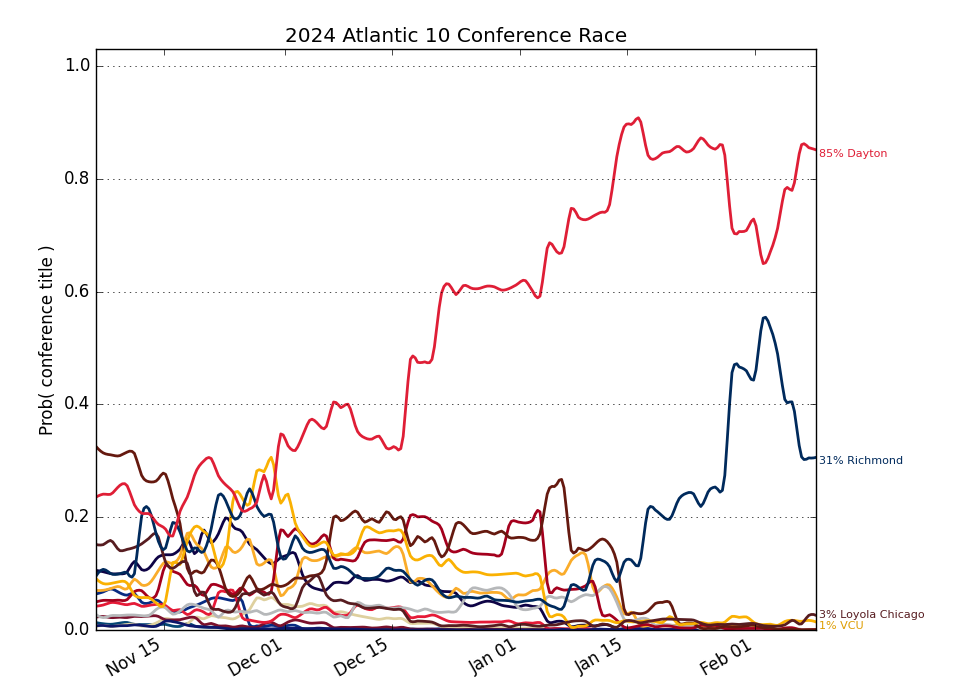 2024 Atlantic 10 Conference Race
Prob( conference title )
1.0
0.8
0.6
0.4
0.2
0.0
Nov 15
Dec 01
Dec 15
Jan 01
Jan 15
Feb 01
85% Dayton
31% Richmond
3% Loyola Chicago
1% VCU